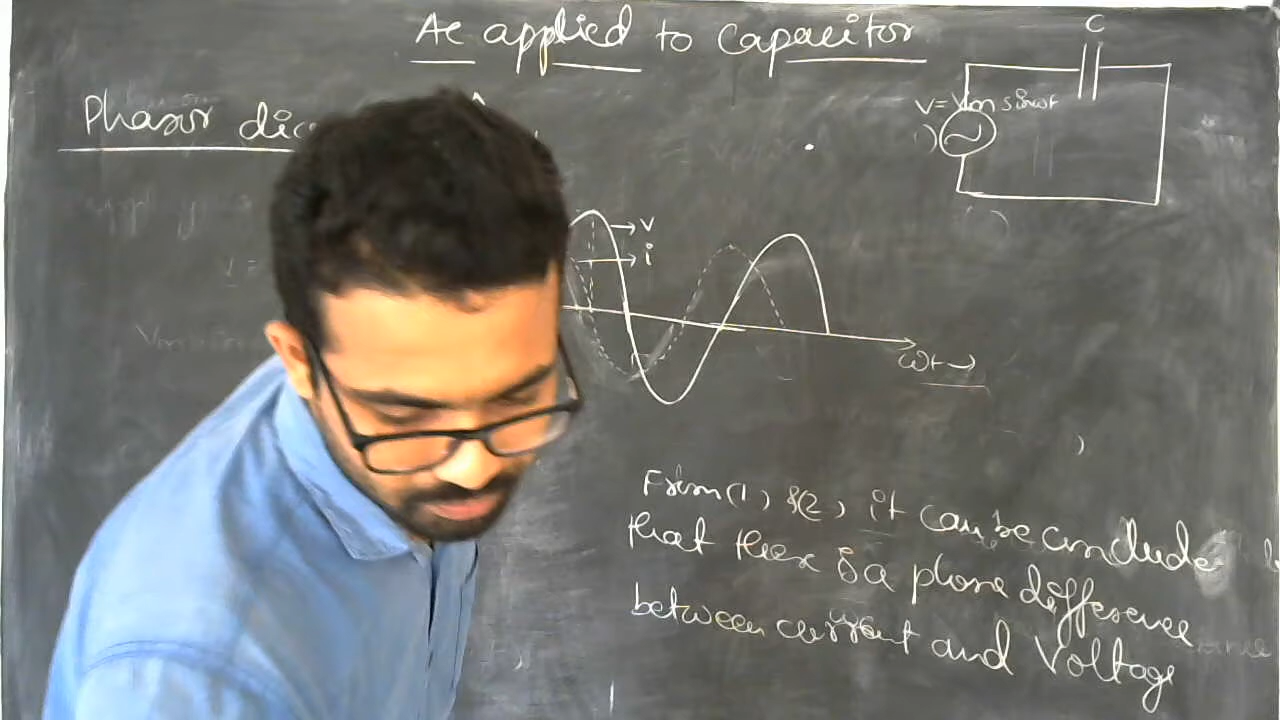 Ac applied to capacitor
C
Phasor dia
V = Vm sinωt
V
i
ωt →
From (1) & (2), it can be conclude
that there is a phase difference
between current and Voltage